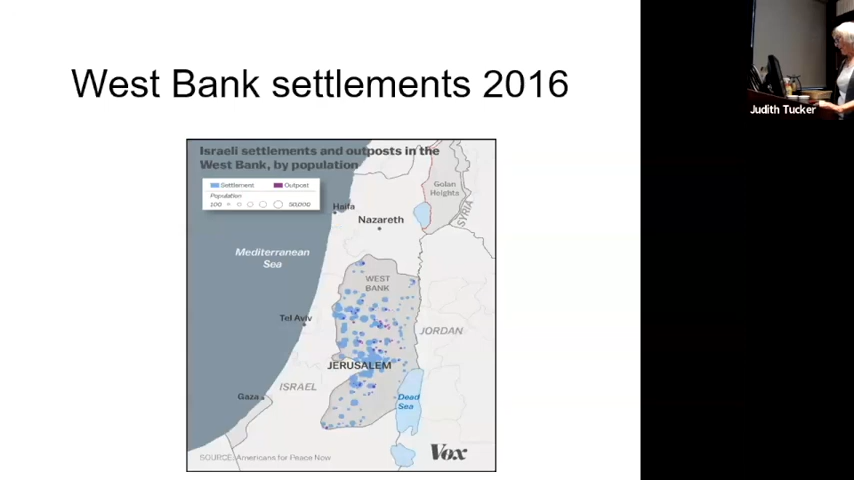 West Bank settlements 2016
Judith Tucker
Israeli settlements and outposts in the
West Bank, by population
Settlement
Outpost
Population
100
50,000
Golan
Heights
SYRIA
Haifa
Nazareth
Mediterranean
Sea
WEST
BANK
Tel Aviv
JORDAN
JERUSALEM
ISRAEL
Gaza
Dead
Sea
SOURCE: Americans for Peace Now
Vox